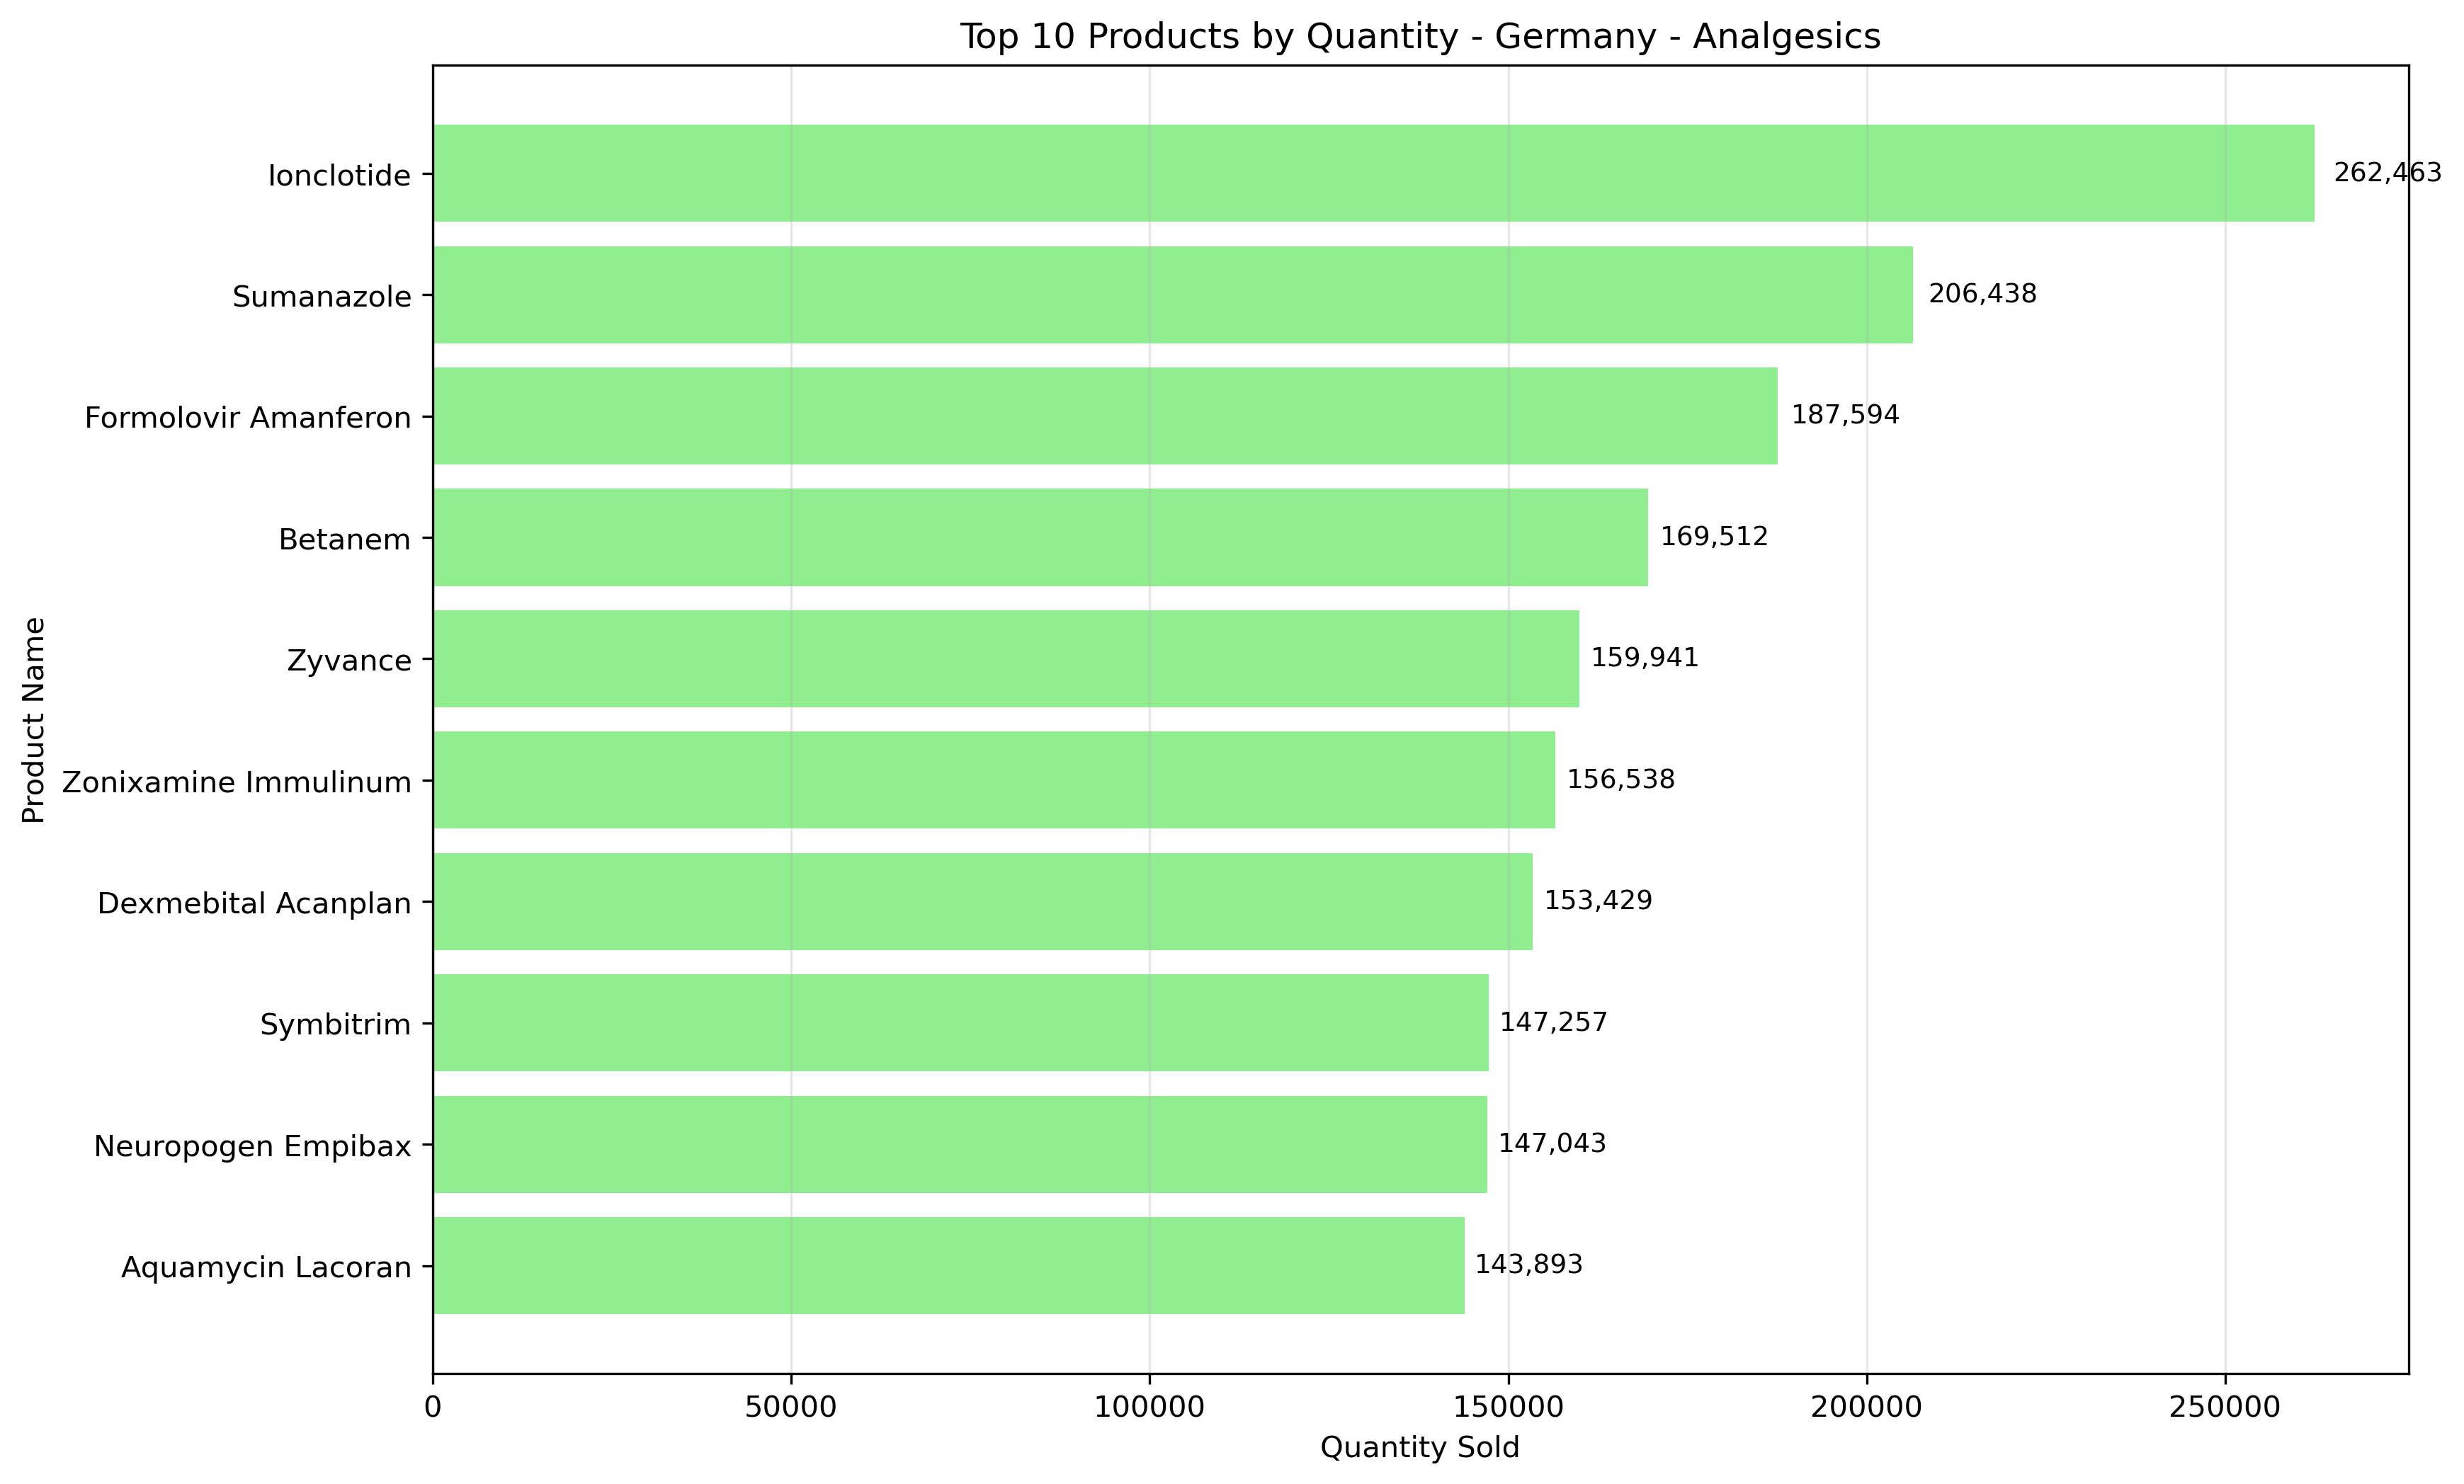 Top 10 Products by Quantity - Germany - Analgesics
Product Name
Ionclotide 262,463
Sumanazole 206,438
Formolovir Amanferon 187,594
Betanem 169,512
Zyvance 159,941
Zonixamine Immulinum 156,538
Dexmebital Acanplan 153,429
Symbitrim 147,257
Neuropogen Empibax 147,043
Aquamycin Lacoran 143,893
0 50000 100000 150000 200000 250000
Quantity Sold